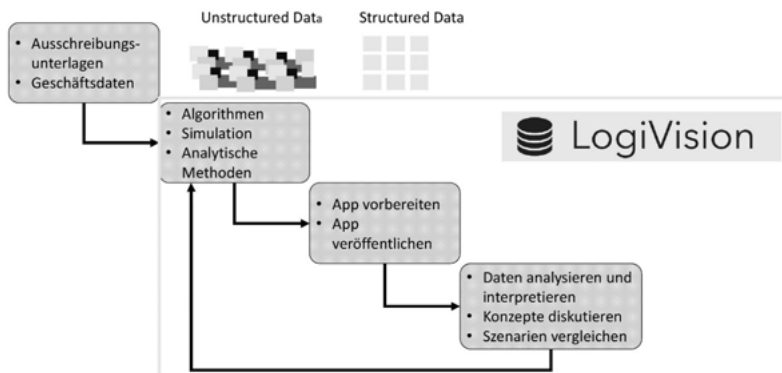 Unstructured Data
Structured Data
• Ausschreibungs-
unterlagen
• Geschäftsdaten
• Algorithmen
• Simulation
• Analytische
Methoden
LogiVision
• App vorbereiten
• App
veröffentlichen
• Daten analysieren und
interpretieren
• Konzepte diskutieren
• Szenarien vergleichen